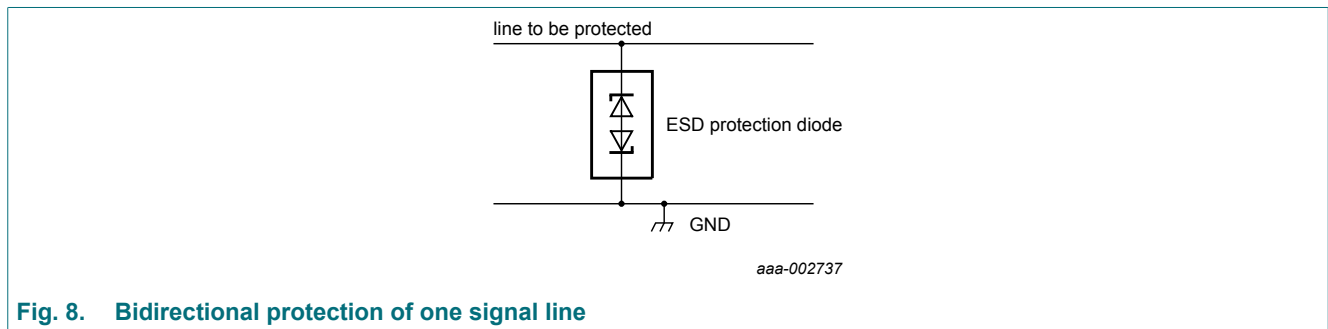 line to be protected
ESD protection diode
GND
aaa-002737
Fig. 8. Bidirectional protection of one signal line